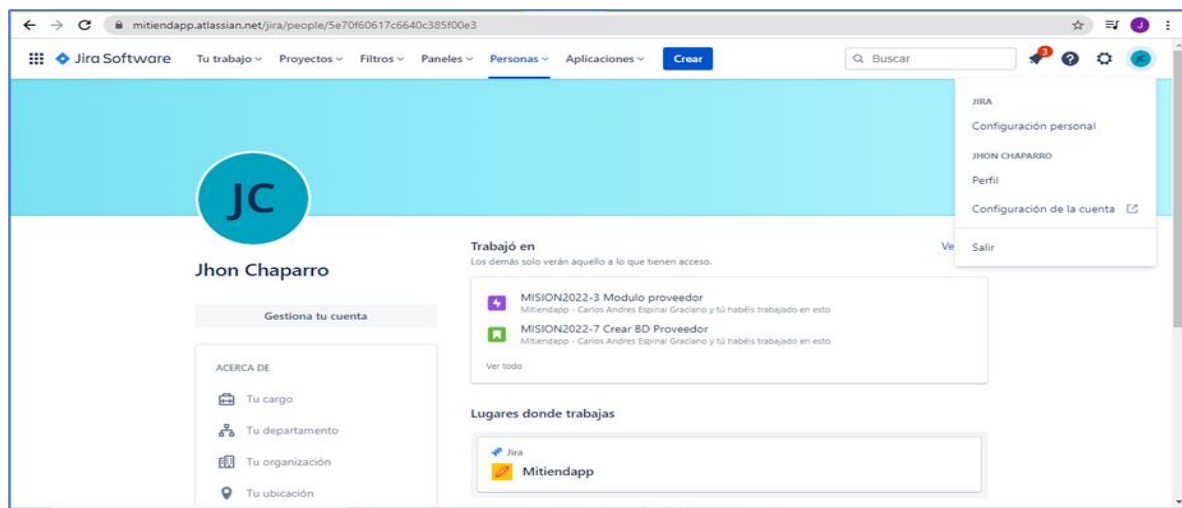 mitiendapp.atlassian.net/jira/people/5e70f60617c6640c385f00e3
J
Jira Software Tu trabajo Proyectos Filtros Paneles Personas Aplicaciones Crear Buscar 3 JC
JIRA
Configuración personal
JHON CHAPARRO
Perfil
Configuración de la cuenta
Salir
JC
Jhon Chaparro
Gestiona tu cuenta
ACERCA DE
Tu cargo
Tu departamento
Tu organización
Tu ubicación
Trabajó en
Ve
Los demás solo verán aquello a lo que tienen acceso.
MISION2022-3 Modulo proveedor
Mitiendapp - Carlos Andres Espinal Graciano y tú habéis trabajado en esto
MISION2022-7 Crear BD Proveedor
Mitiendapp - Carlos Andres Espinal Graciano y tú habéis trabajado en esto
Ver todo
Lugares donde trabajas
Jira
Mitiendapp